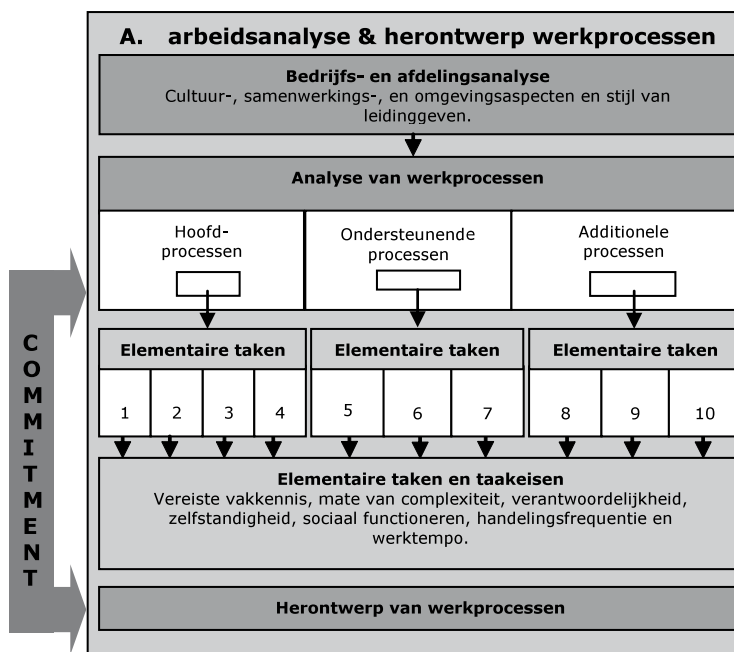 A. arbeidsanalyse & herontwerp werkprocessen
Bedrijfs- en afdelingsanalyse
Cultuur-, samenwerkings-, en omgevingsaspecten en stijl van
leidinggeven.
Analyse van werkprocessen
Hoofd-
processen
Ondersteunende
processen
Additionele
processen
Elementaire taken
Elementaire taken
Elementaire taken
1 2 3 4 5 6 7 8 9 10
Elementaire taken en taakeisen
Vereiste vakkennis, mate van complexiteit, verantwoordelijkheid,
zelfstandigheid, sociaal functioneren, handelingsfrequentie en
werktempo.
Herontwerp van werkprocessen
COMMITMENT